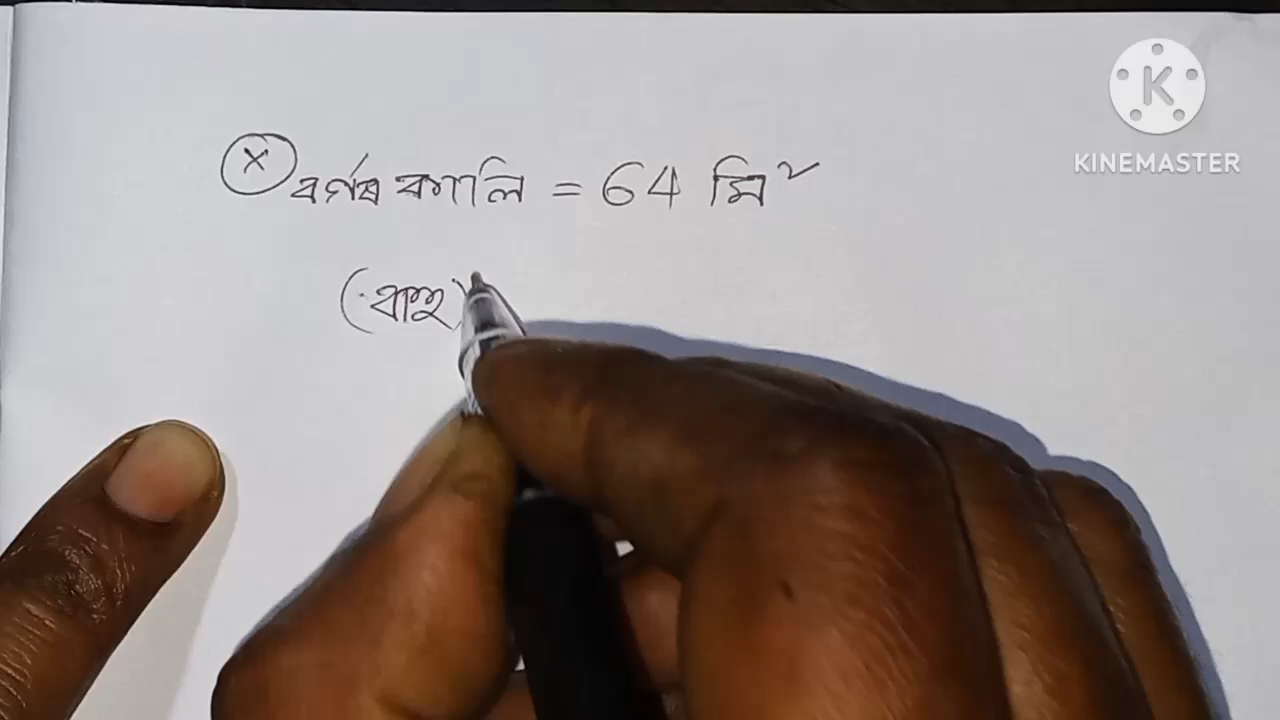 Ⓧ বৰ্গৰ কালি = 64 মি²
(বাহু)
KINEMASTER